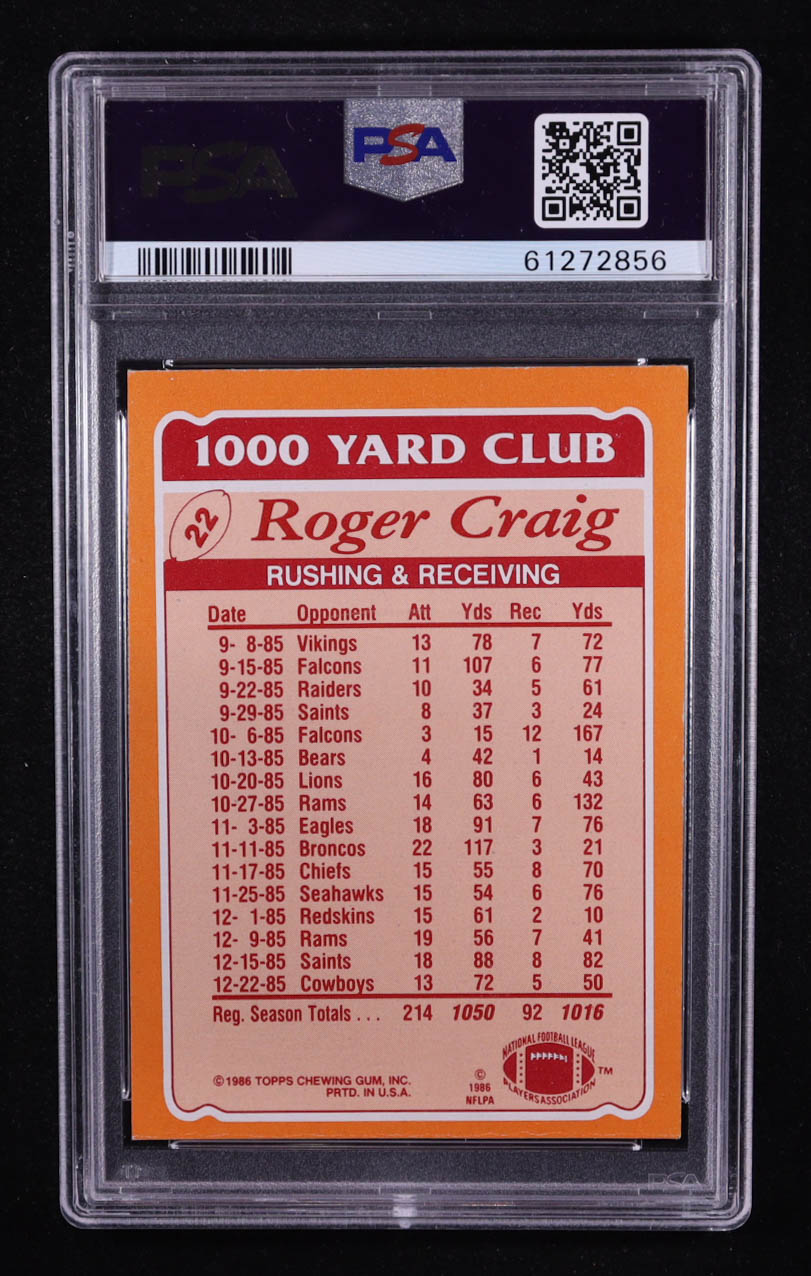 PSA
PSA
61272856
1000 YARD CLUB
22 Roger Craig
RUSHING & RECEIVING
Date Opponent Att Yds Rec Yds
9- 8-85 Vikings 13 78 7 72
9-15-85 Falcons 11 107 6 77
9-22-85 Raiders 10 34 5 61
9-29-85 Saints 8 37 3 24
10- 6-85 Falcons 3 15 12 167
10-13-85 Bears 4 42 1 14
10-20-85 Lions 16 80 6 43
10-27-85 Rams 14 63 6 132
11- 3-85 Eagles 18 91 7 76
11-11-85 Broncos 22 117 3 21
11-17-85 Chiefs 15 55 8 70
11-25-85 Seahawks 15 54 6 76
12- 1-85 Redskins 15 61 2 10
12- 9-85 Rams 19 56 7 41
12-15-85 Saints 18 88 8 82
12-22-85 Cowboys 13 72 5 50
Reg. Season Totals . . . 214 1050 92 1016
NATIONAL FOOTBALL LEAGUE
PLAYERS ASSOCIATION TM
© 1986 TOPPS CHEWING GUM, INC.
PRTD. IN U.S.A.
©
1986
NFLPA
PSA